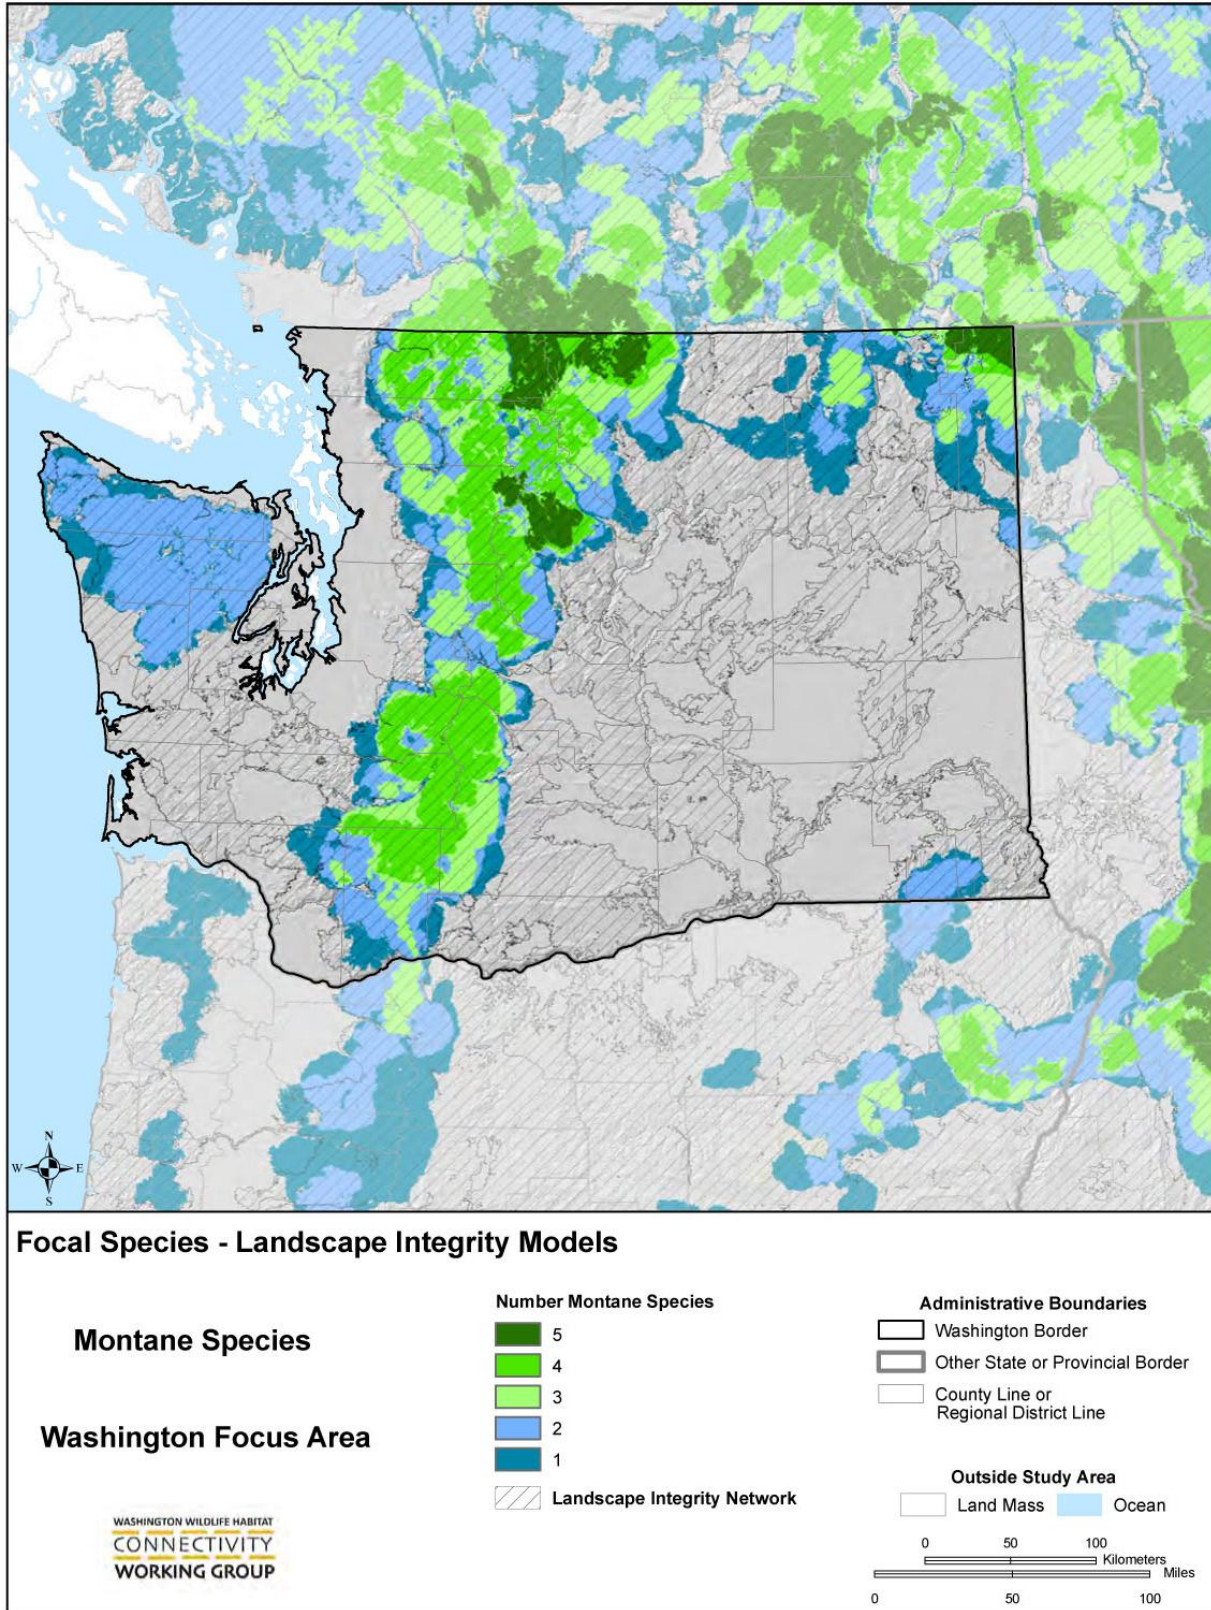 N
W E
S
Focal Species - Landscape Integrity Models
Montane Species
Washington Focus Area
WASHINGTON WILDLIFE HABITAT
CONNECTIVITY
WORKING GROUP
Number Montane Species
5
4
3
2
1
Landscape Integrity Network
Administrative Boundaries
Washington Border
Other State or Provincial Border
County Line or
Regional District Line
Outside Study Area
Land Mass Ocean
0 50 100
Kilometers
Miles
0 50 100